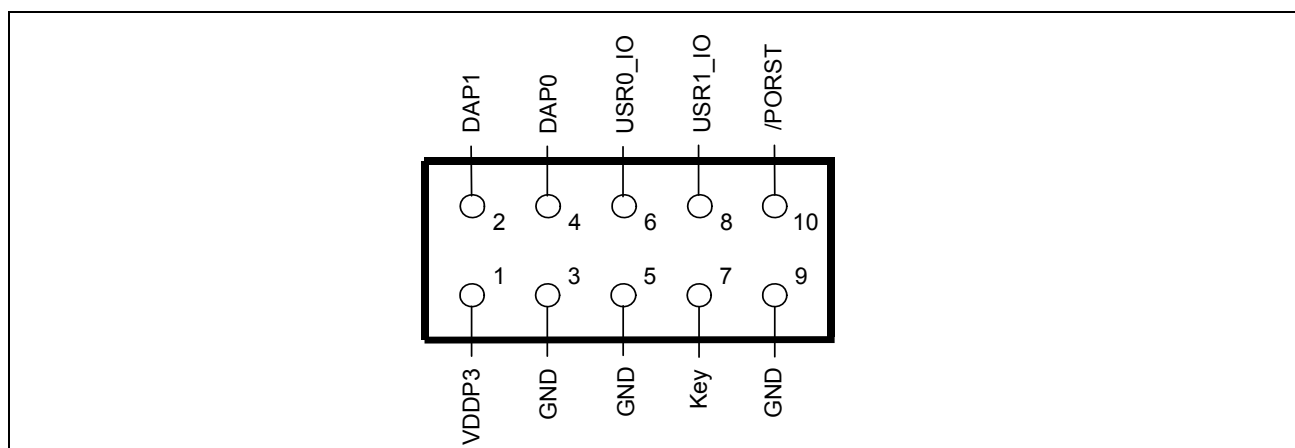 DAP1
DAP0
USR0_IO
USR1_IO
/PORST
2
4
6
8
10
1
3
5
7
9
VDDP3
GND
GND
Key
GND